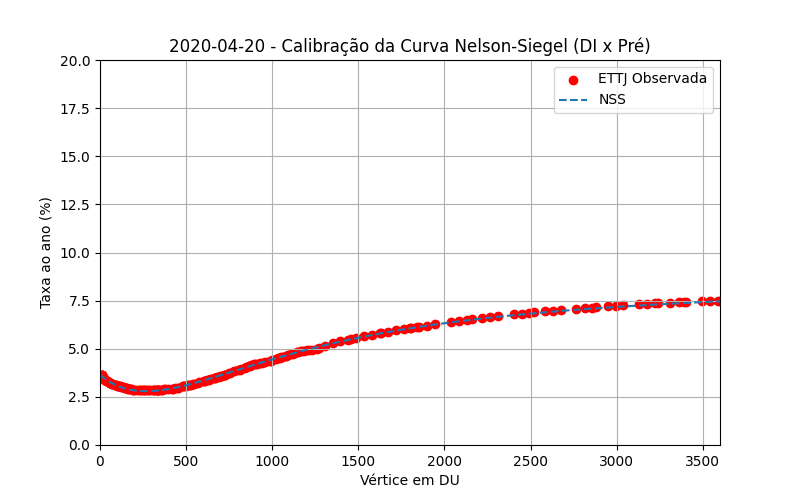 2020-04-20 - Calibração da Curva Nelson-Siegel (DI x Pré)
ETTJ Observada
NSS
Taxa ao ano (%)
20.0
17.5
15.0
12.5
10.0
7.5
5.0
2.5
0.0
0 500 1000 1500 2000 2500 3000 3500
Vértice em DU